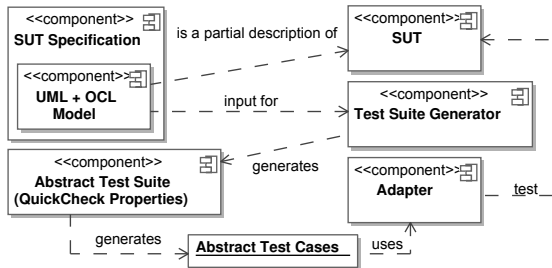 <<component>>
SUT Specification
<<component>>
UML + OCL
Model
is a partial description of
<<component>>
SUT
input for
<<component>>
Test Suite Generator
generates
<<component>>
Abstract Test Suite
(QuickCheck Properties)
<<component>>
Adapter
test
generates
Abstract Test Cases
uses